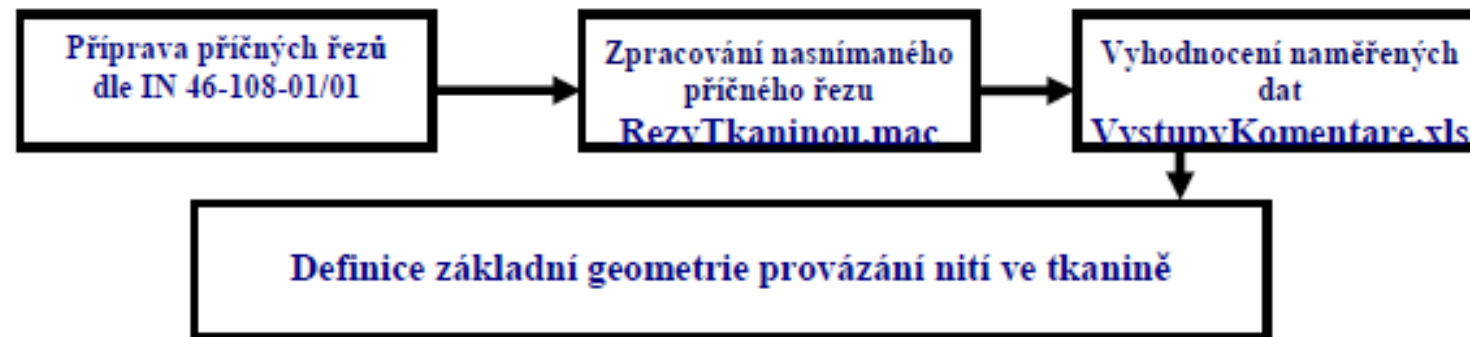 Příprava příčných řezů
dle IN 46-108-01/01
Zpracování nasnímaného
příčného řezu
RezyTkaninou.mac
Vyhodnocení naměřených
dat
VystupyKomentare.xls
Definice základní geometrie provázání nití ve tkanině